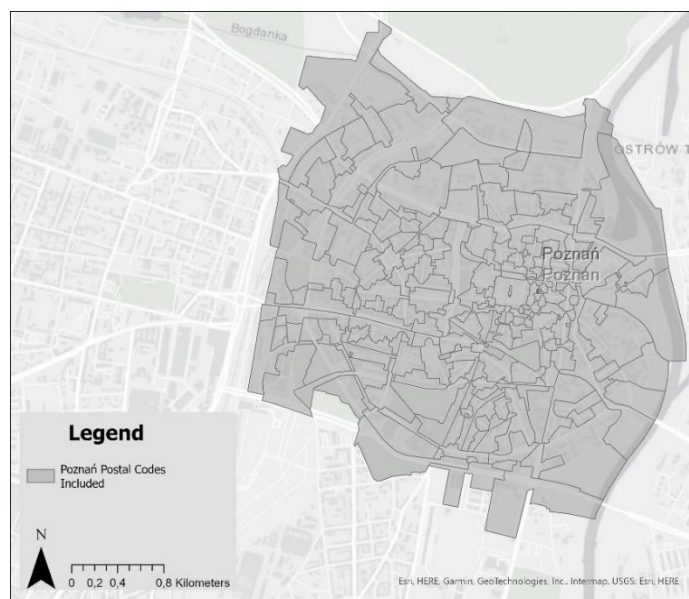 Bogdanka
OSTRÓW T
Poznań
Poznań
Legend
Poznań Postal Codes
Included
N
0 0,2 0,4 0,8 Kilometers
Esri, HERE, Garmin, GeoTechnologies, Inc., Intermap, USGS; Esri, HERE